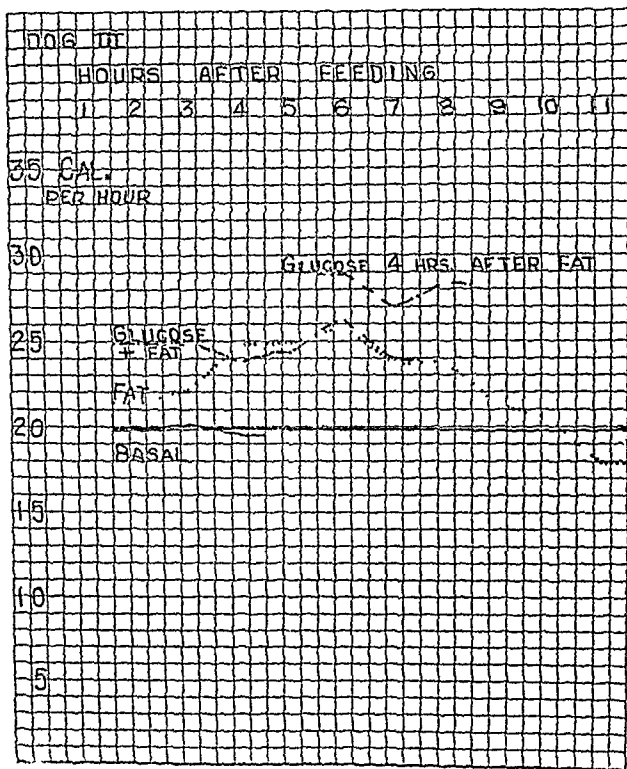 DOG III
HOURS AFTER FEEDING
1 2 3 4 5 6 7 8 9 10 11
35 CAL.
PER HOUR
30
GLUCOSE 4 HRS. AFTER FAT
GLUCOSE
25
+ FAT
FAT
20
BASAL
15
10
5